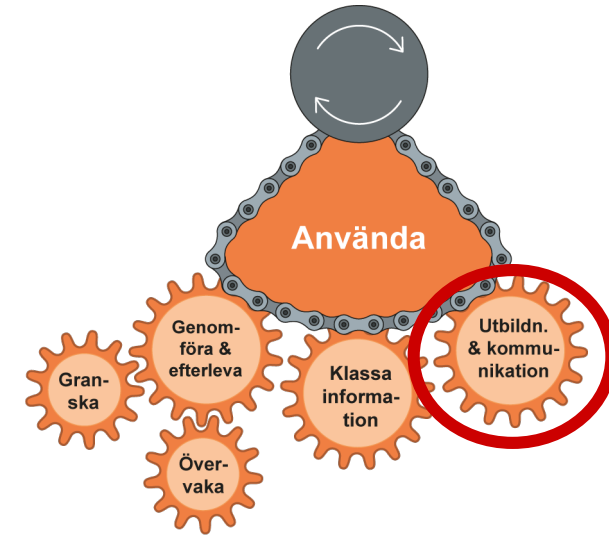 Använda
Genom-
föra &
efterleva
Utbildn.
& kommu-
nikation
Gran-
ska
Klassa
informa-
tion
Över-
vaka